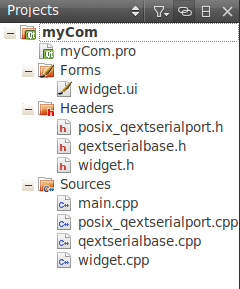 Projects
myCom
myCom.pro
Forms
widget.ui
Headers
posix_qextserialport.h
qextserialbase.h
widget.h
Sources
main.cpp
posix_qextserialport.cpp
qextserialbase.cpp
widget.cpp